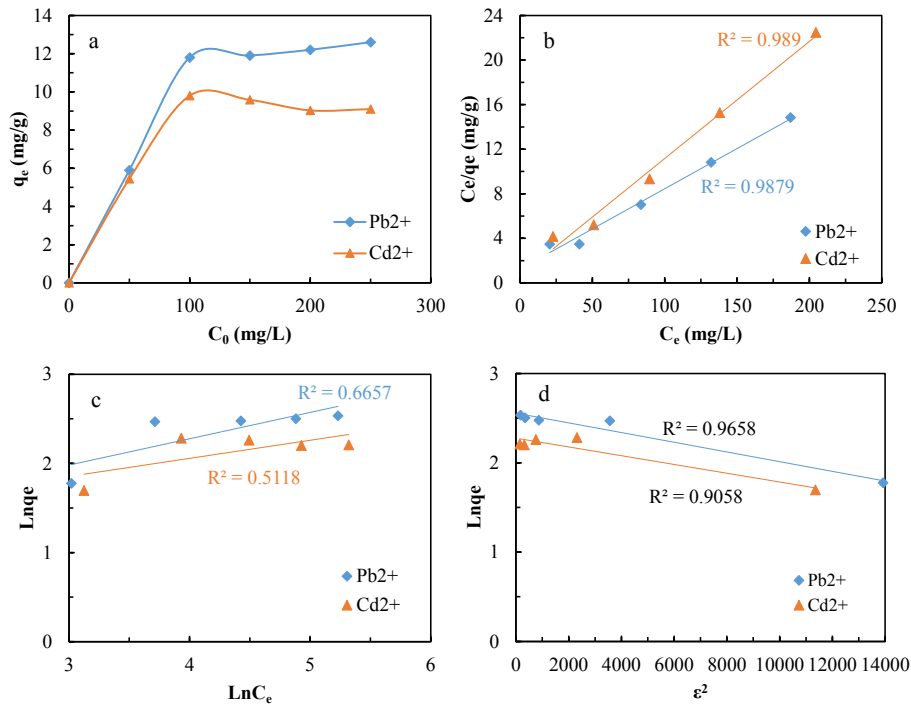 a
14
12
10
8
6
4
2
0
qₑ (mg/g)
Pb2+
Cd2+
0 100 200 300
C₀ (mg/L)
b
R² = 0.989
R² = 0.9879
24
20
16
12
8
4
0
Ce/qe (mg/g)
Pb2+
Cd2+
0 50 100 150 200 250
Cₑ (mg/L)
c
R² = 0.6657
R² = 0.5118
3
2
1
0
Lnqe
Pb2+
Cd2+
3 4 5 6
LnCₑ
d
R² = 0.9658
R² = 0.9058
3
2
1
0
Lnqe
Pb2+
Cd2+
0 2000 4000 6000 8000 10000 12000 14000
ε²